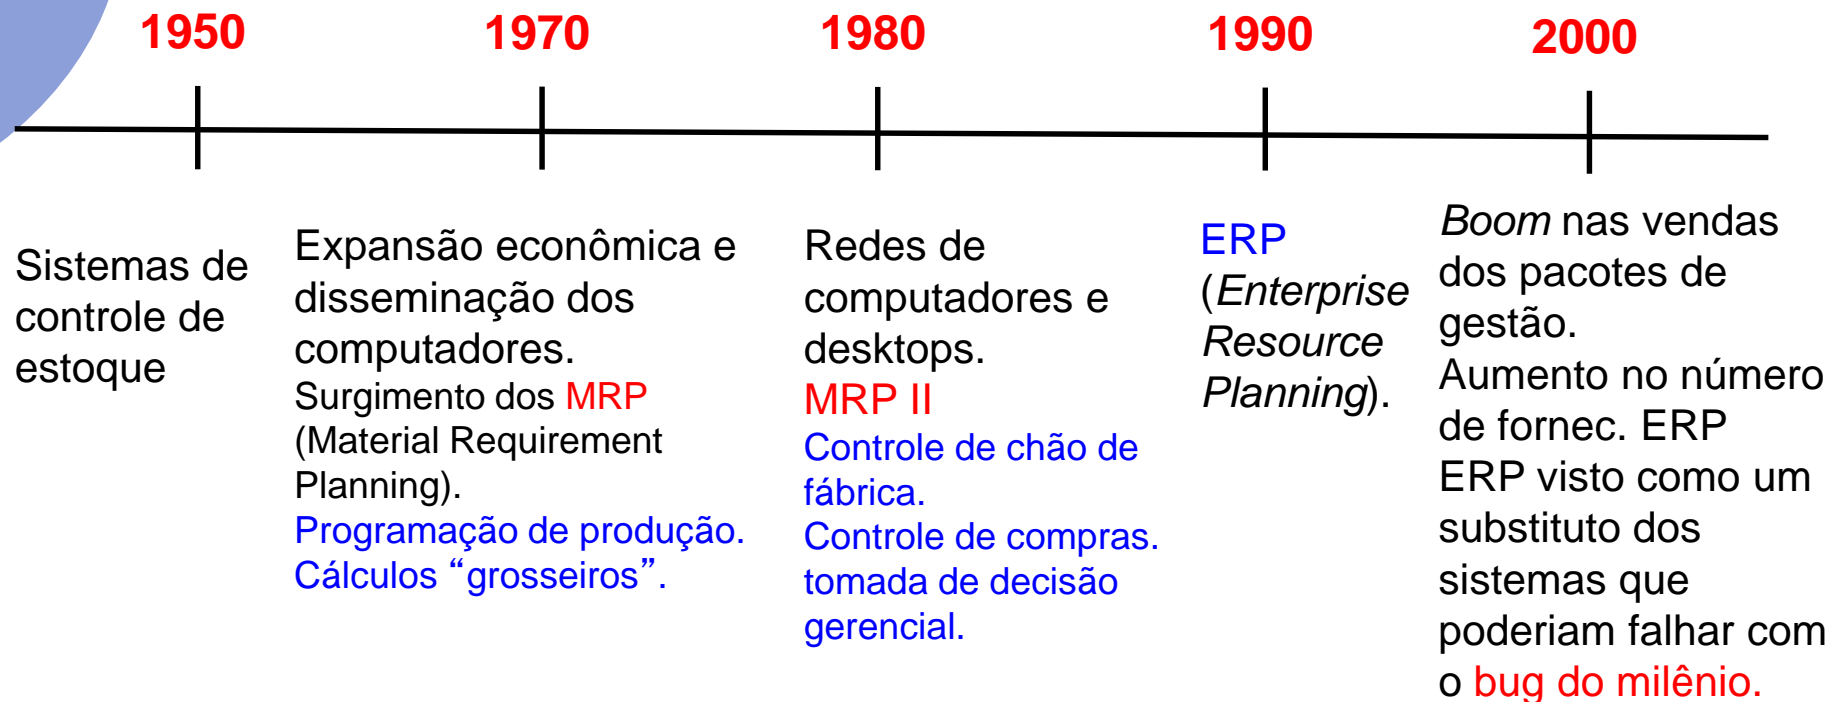 1950
1970
1980
1990
2000
Sistemas de
controle de
estoque
Expansão econômica e
disseminação dos
computadores.
Surgimento dos MRP
(Material Requirement
Planning).
Programação de produção.
Cálculos “grosseiros”.
Redes de
computadores e
desktops.
MRP II
Controle de chão de
fábrica.
Controle de compras.
tomada de decisão
gerencial.
ERP
(Enterprise
Resource
Planning).
Boom nas vendas
dos pacotes de
gestão.
Aumento no número
de fornec. ERP
ERP visto como um
substituto dos
sistemas que
poderiam falhar com
o bug do milênio.